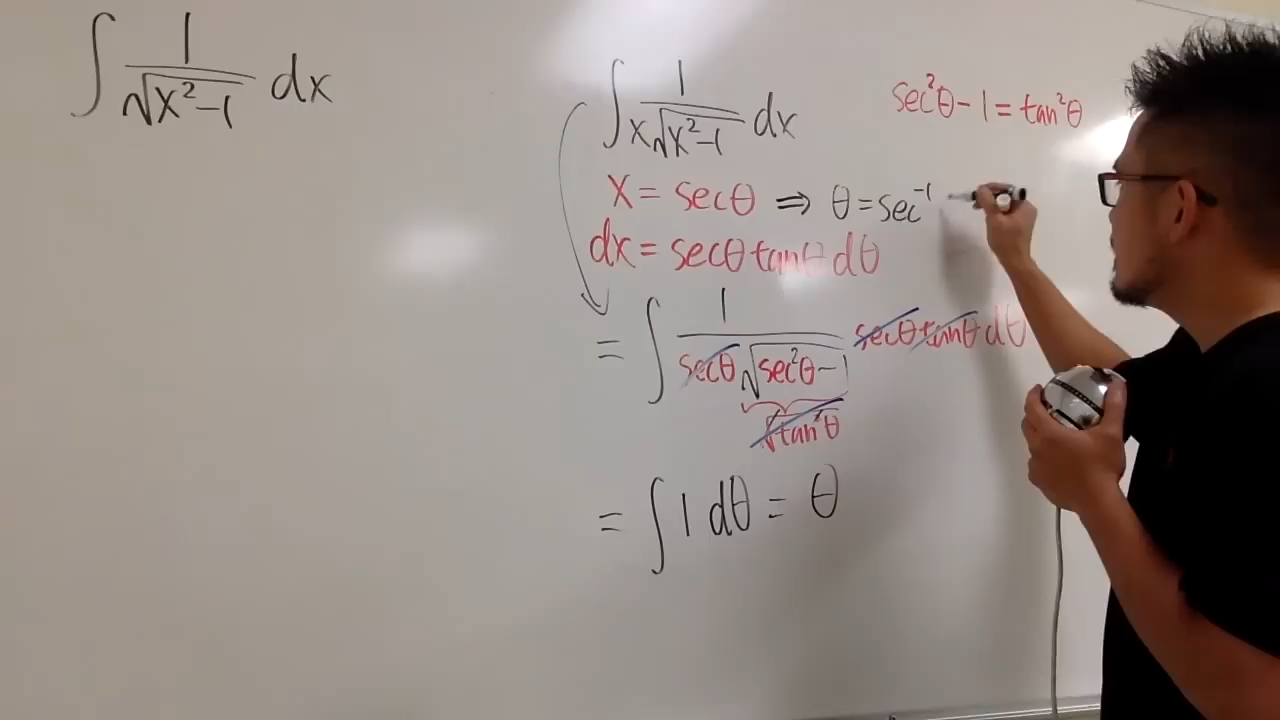 ∫ 1/√(x²-1) dx
∫ 1/(x√(x²-1)) dx
sec²θ - 1 = tan²θ
x = secθ ⇒ θ = sec⁻¹
dx = secθ tanθ dθ
= ∫ 1/(secθ √(sec²θ-1)) secθ tanθ dθ
√tan²θ
= ∫ 1 dθ = θ